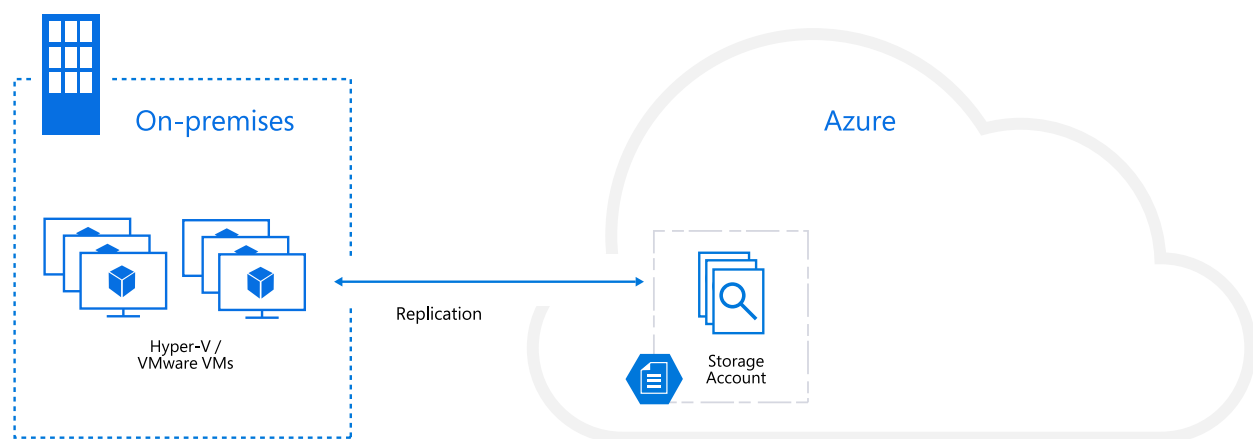 On-premises
Azure
Replication
Hyper-V /
VMware VMs
Storage
Account